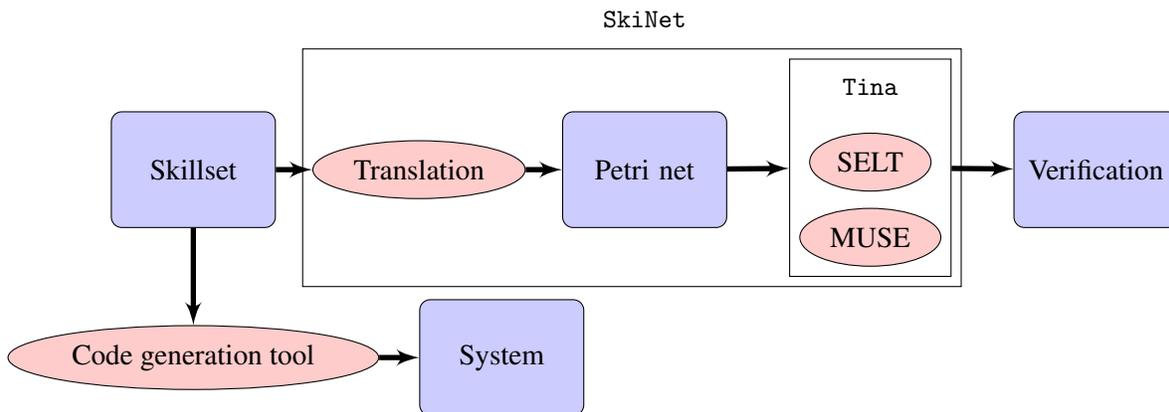 SkiNet
Tina
Skillset
Translation
Petri net
SELT
Verification
MUSE
Code generation tool
System